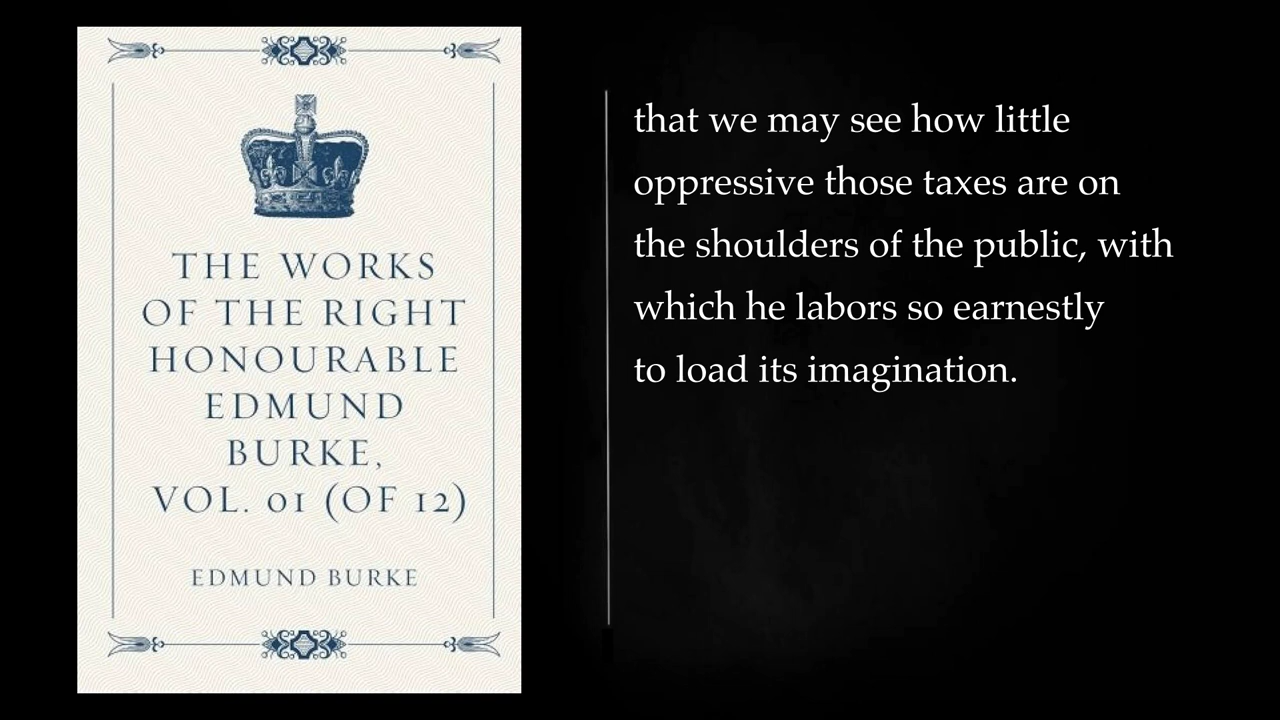 THE WORKS
OF THE RIGHT
HONOURABLE
EDMUND
BURKE,
VOL. 01 (OF 12)
EDMUND BURKE
that we may see how little
oppressive those taxes are on
the shoulders of the public, with
which he labors so earnestly
to load its imagination.